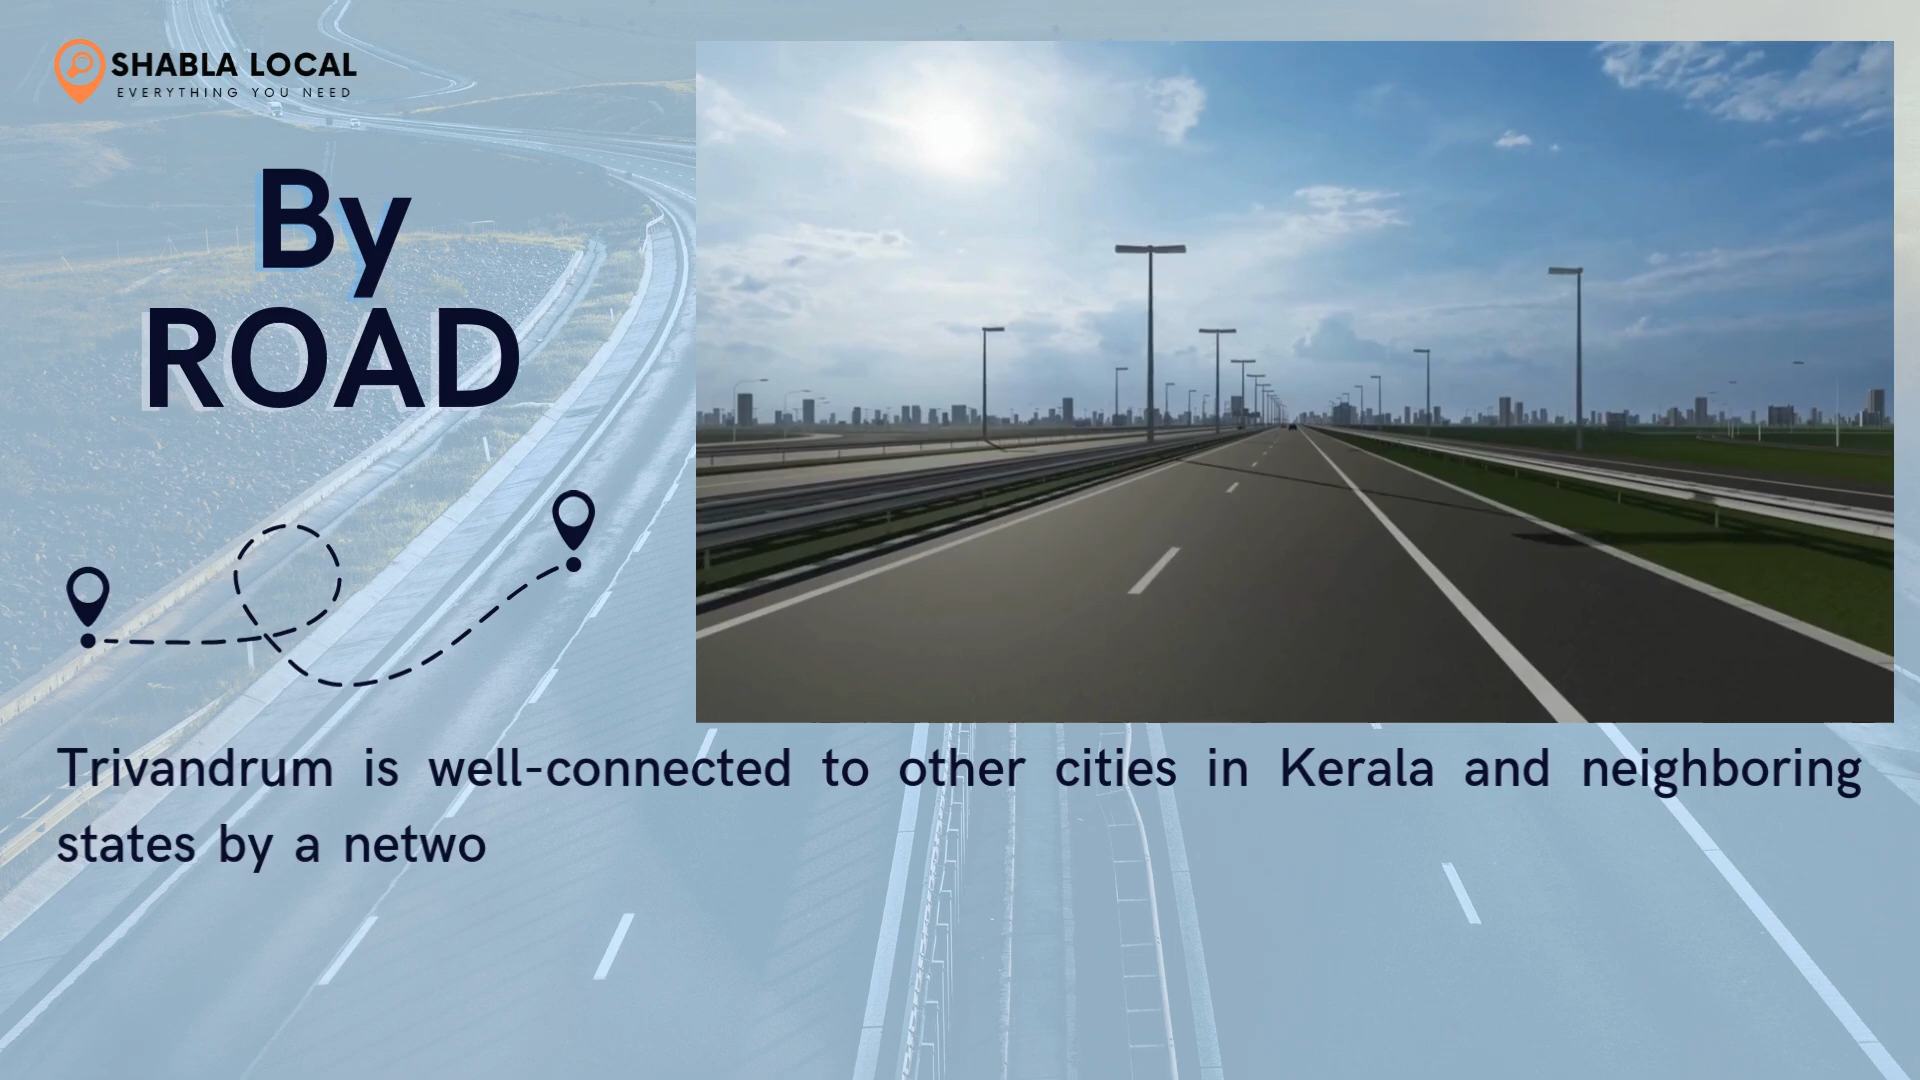 SHABLA LOCAL
EVERYTHING YOU NEED
By
ROAD
Trivandrum is well-connected to other cities in Kerala and neighboring
states by a netwo